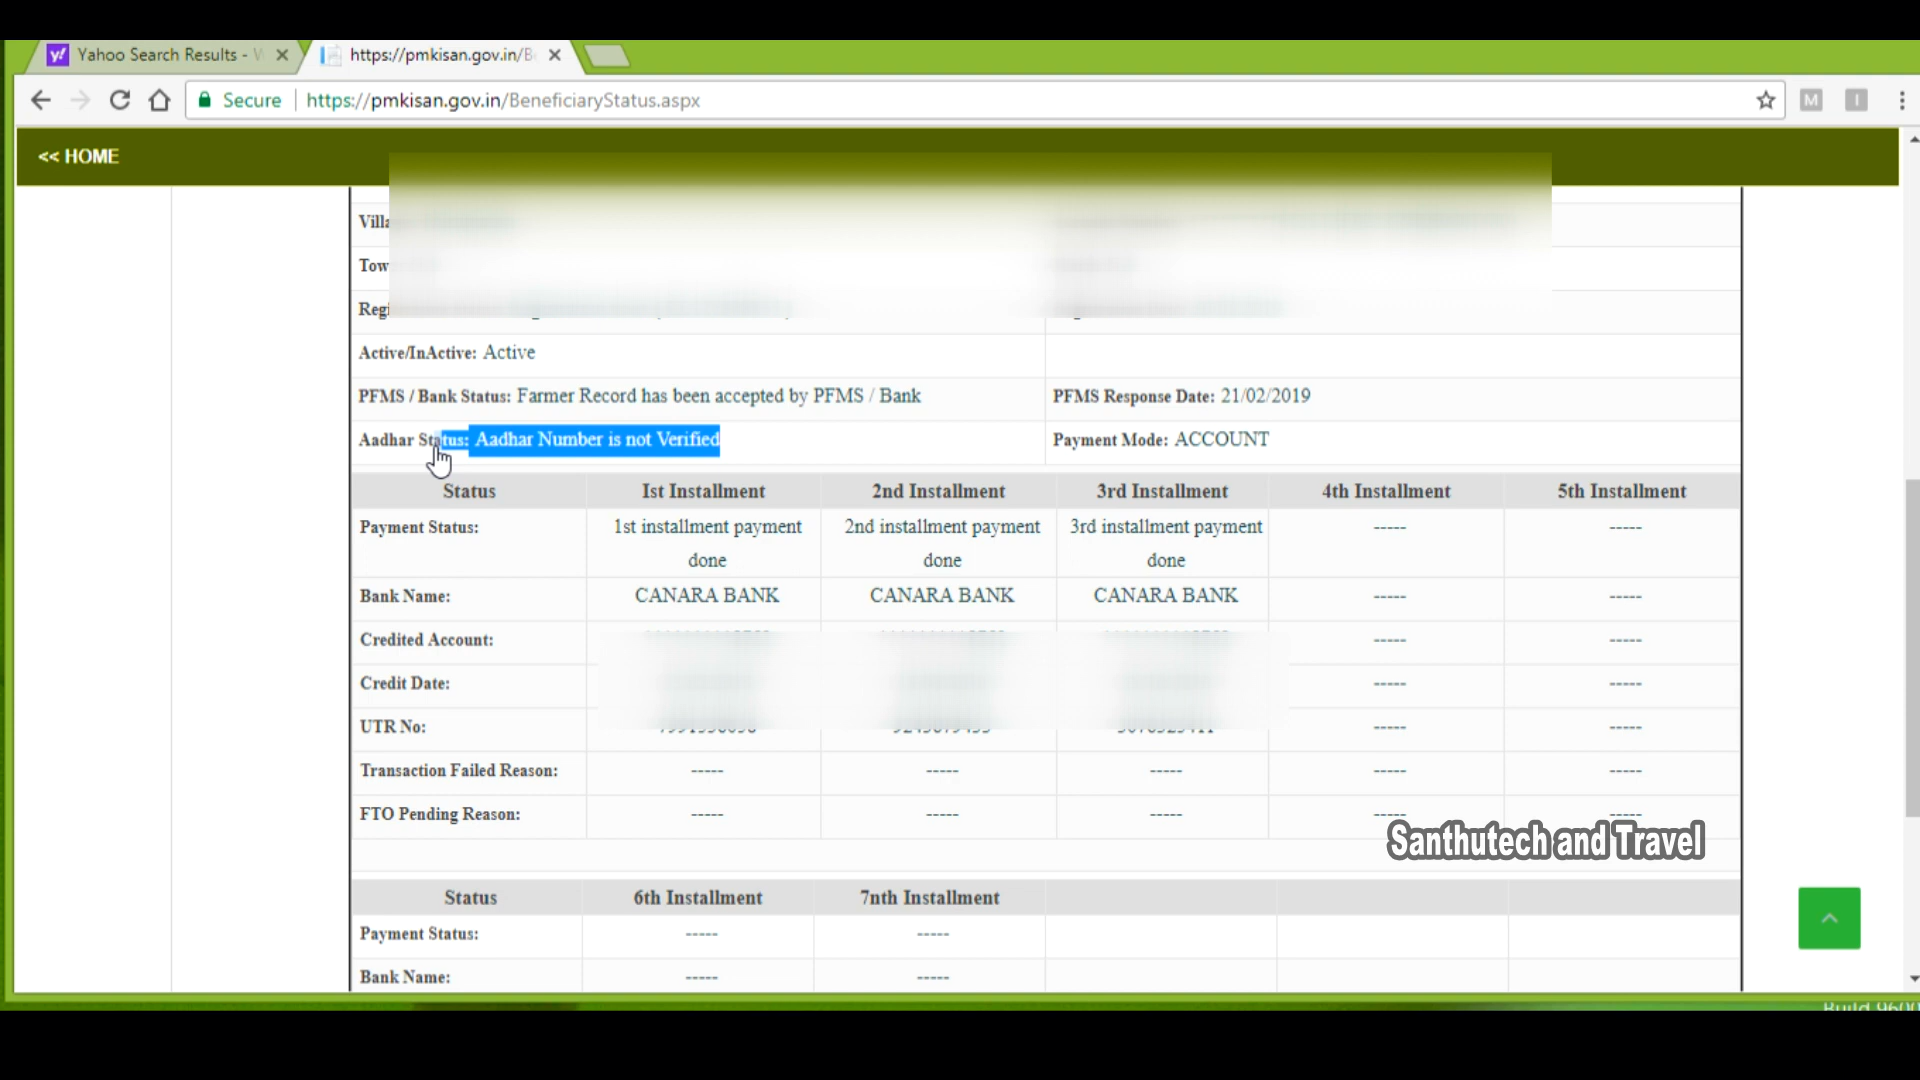 Yahoo Search Results -
https://pmkisan.gov.in/B
Secure https://pmkisan.gov.in/BeneficiaryStatus.aspx
M I
<< HOME
Active/InActive: Active
PFMS / Bank Status: Farmer Record has been accepted by PFMS / Bank PFMS Response Date: 21/02/2019
Aadhar Status: Aadhar Number is not Verified Payment Mode: ACCOUNT
Status Ist Installment 2nd Installment 3rd Installment 4th Installment 5th Installment
Payment Status: 1st installment payment done 2nd installment payment done 3rd installment payment done ----- -----
Bank Name: CANARA BANK CANARA BANK CANARA BANK ----- -----
Credited Account: ----- -----
Credit Date: ----- -----
UTR No: ----- -----
Transaction Failed Reason: ----- ----- ----- ----- -----
FTO Pending Reason: ----- ----- ----- ----- -----
Santhutech and Travel
Status 6th Installment 7nth Installment
Payment Status: ----- -----
Bank Name: ----- -----